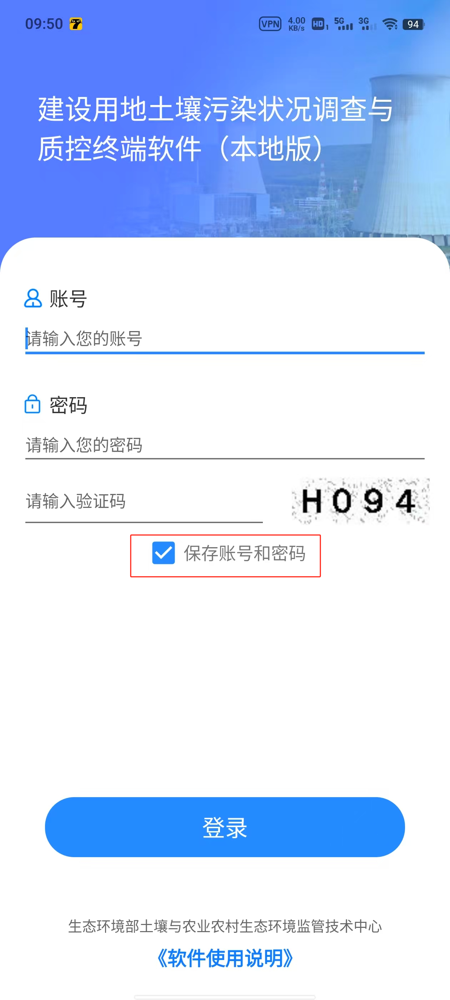 09:50 VPN 4.00 KB/s HD 1 5G 3G 94
建设用地土壤污染状况调查与
质控终端软件（本地版）
账号
请输入您的账号
密码
请输入您的密码
请输入验证码 H094
保存账号和密码
登录
生态环境部土壤与农业农村生态环境监管技术中心
《软件使用说明》